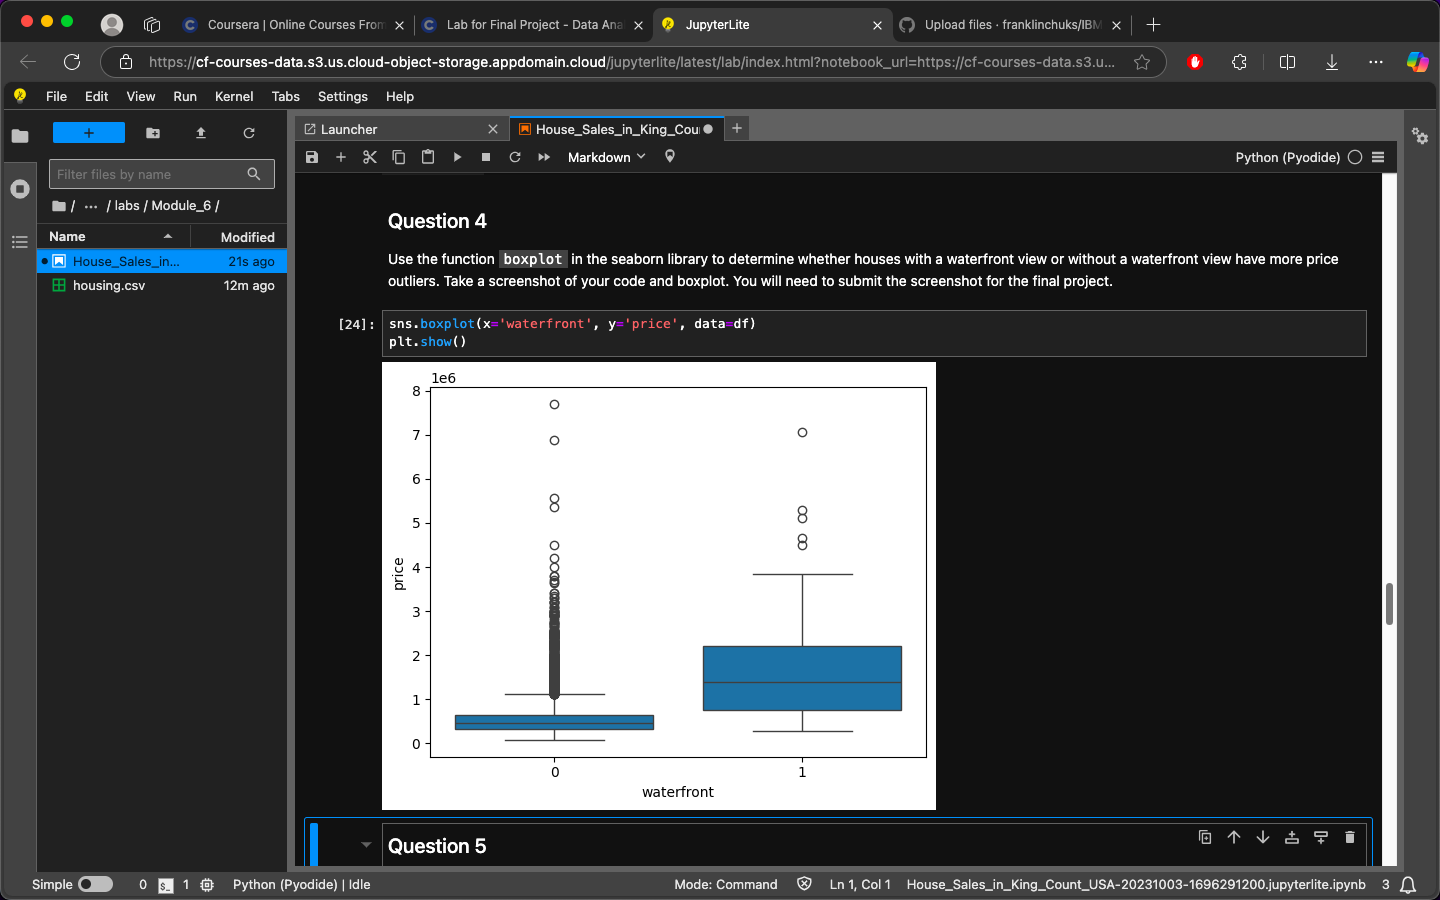 Coursera | Online Courses From
Lab for Final Project - Data Ana
JupyterLite
Upload files · franklinchuks/IBM
https://cf-courses-data.s3.us.cloud-object-storage.appdomain.cloud/jupyterlite/latest/lab/index.html?notebook_url=https://cf-courses-data.s3.u...
File Edit View Run Kernel Tabs Settings Help
Launcher
House_Sales_in_King_Cou
Markdown
Python (Pyodide)
Filter files by name
/ ... / labs / Module_6 /
Name Modified
House_Sales_in... 21s ago
housing.csv 12m ago
Question 4
Use the function boxplot in the seaborn library to determine whether houses with a waterfront view or without a waterfront view have more price
outliers. Take a screenshot of your code and boxplot. You will need to submit the screenshot for the final project.
[24]: sns.boxplot(x='waterfront', y='price', data=df)
plt.show()
1e6
8
7
6
5
4
price
3
2
1
0
0 1
waterfront
Question 5
Simple 0 $_ 1 Python (Pyodide) | Idle Mode: Command Ln 1, Col 1 House_Sales_in_King_Count_USA-20231003-1696291200.jupyterlite.ipynb 3